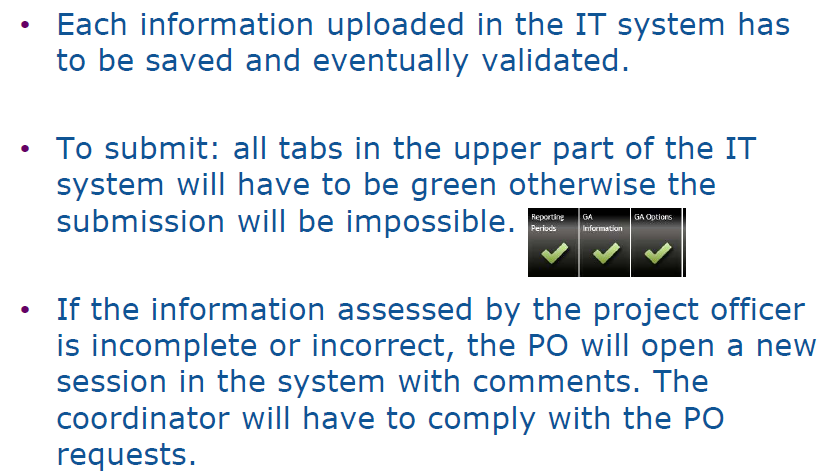 • Each information uploaded in the IT system has
to be saved and eventually validated.
• To submit: all tabs in the upper part of the IT
system will have to be green otherwise the
submission will be impossible.
Reporting Periods
GA Information
GA Options
• If the information assessed by the project officer
is incomplete or incorrect, the PO will open a new
session in the system with comments. The
coordinator will have to comply with the PO
requests.